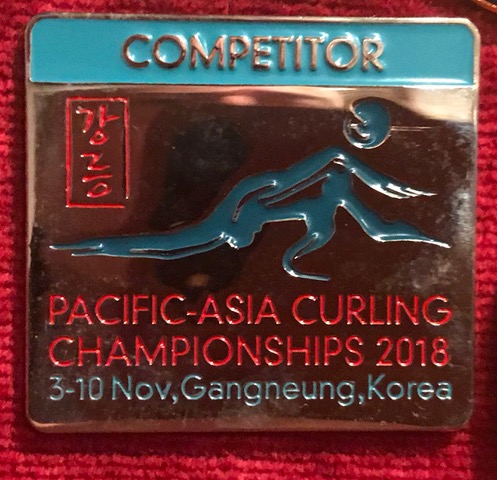 COMPETITOR
강릉
PACIFIC-ASIA CURLING
CHAMPIONSHIPS 2018
3-10 Nov,Gangneung,Korea